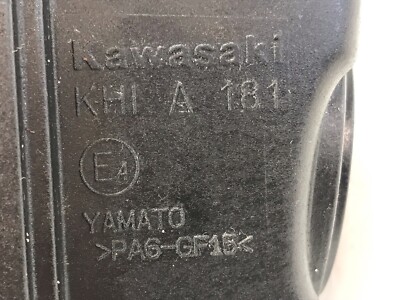 Kawasaki
KHI A 181
E4
YAMATO
>PA6-GF15<